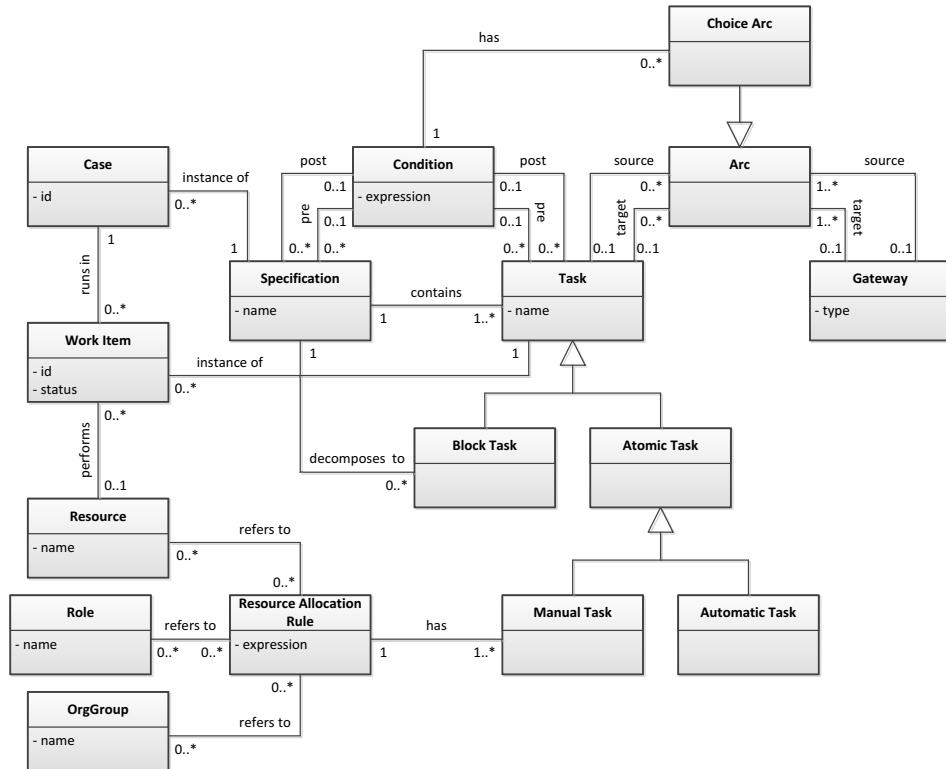 Choice Arc
has
0..*
1
Case
- id
instance of
0..*
1
post
0..1
pre
0..1
0..*
0..*
Condition
- expression
post
0..1
pre
0..1
0..*
0..*
source
0..*
target
0..*
0..1
0..1
Arc
source
1..*
target
1..*
0..1
0..1
1
runs in
0..*
Specification
- name
contains
1
1..*
Task
- name
Gateway
- type
Work Item
- id
- status
instance of
0..*
1
1
0..*
performs
0..1
decomposes to
0..*
Block Task
Atomic Task
Resource
- name
refers to
0..*
0..*
Role
- name
refers to
0..*
0..*
Resource Allocation
Rule
- expression
has
1
1..*
Manual Task
Automatic Task
0..*
OrgGroup
- name
refers to
0..*